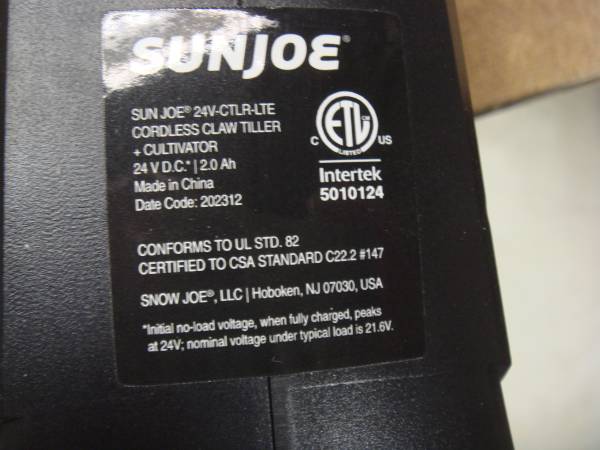 SUNJOE®
SUN JOE® 24V-CTLR-LTE
CORDLESS CLAW TILLER
+ CULTIVATOR
24 V D.C.* | 2.0 Ah
Made in China
Date Code: 202312
ETL CM
LISTED
C US
Intertek
5010124
CONFORMS TO UL STD. 82
CERTIFIED TO CSA STANDARD C22.2 #147
SNOW JOE®, LLC | Hoboken, NJ 07030, USA
*Initial no-load voltage, when fully charged, peaks
at 24V; nominal voltage under typical load is 21.6V.